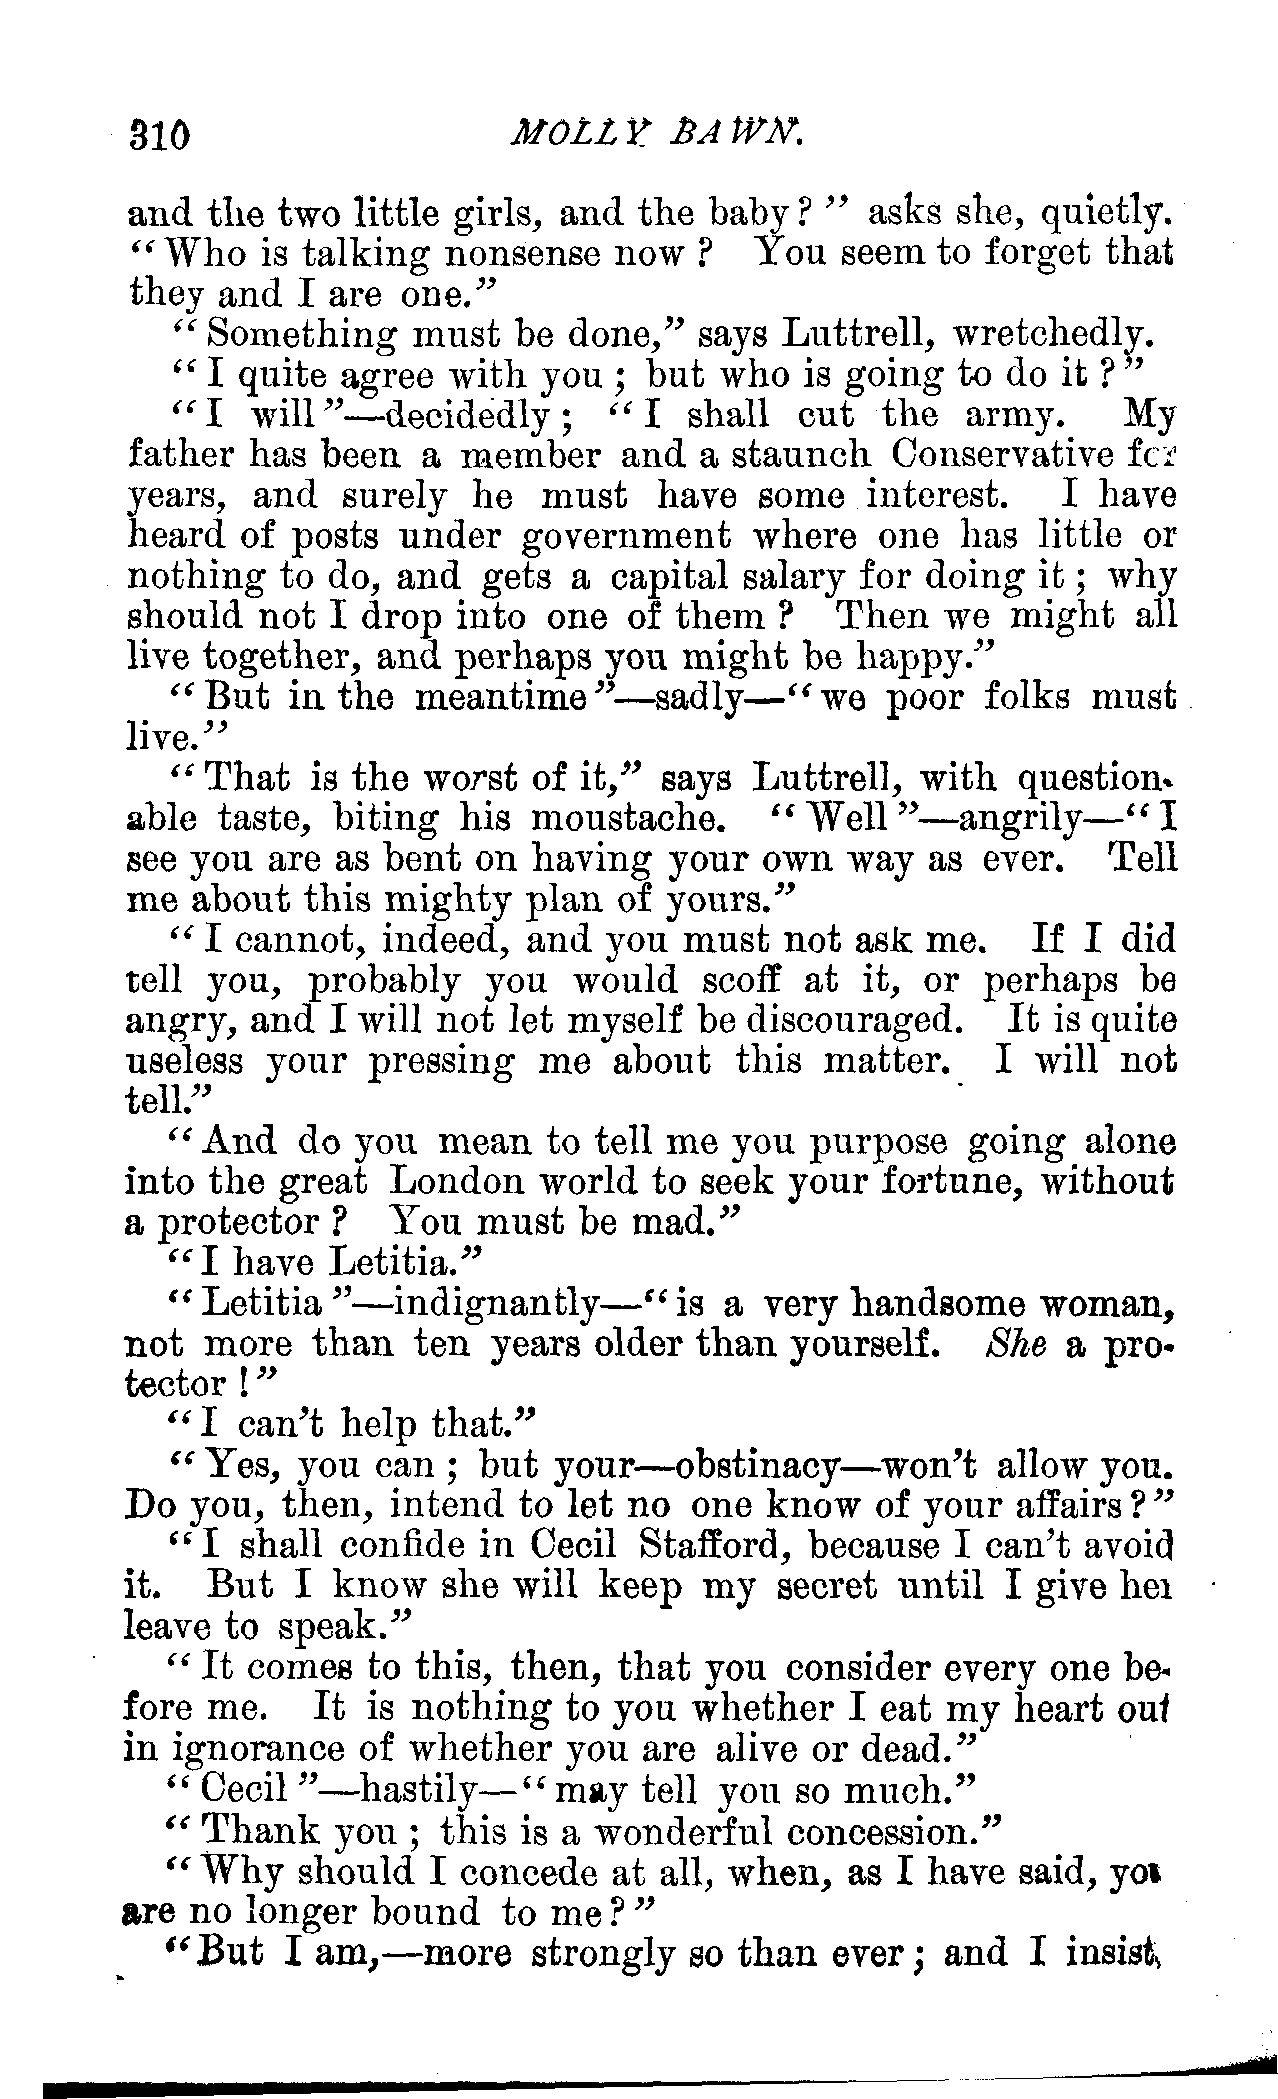 310 MOLLY BAWN.
and the two little girls, and the baby?" asks she, quietly.
"Who is talking nonsense now? You seem to forget that
they and I are one."
"Something must be done," says Luttrell, wretchedly.
"I quite agree with you; but who is going to do it?"
"I will"—decidedly; "I shall cut the army. My
father has been a member and a staunch Conservative for
years, and surely he must have some interest. I have
heard of posts under government where one has little or
nothing to do, and gets a capital salary for doing it; why
should not I drop into one of them? Then we might all
live together, and perhaps you might be happy."
"But in the meantime"—sadly—"we poor folks must
live."
"That is the worst of it," says Luttrell, with question-
able taste, biting his moustache. "Well"—angrily—"I
see you are as bent on having your own way as ever. Tell
me about this mighty plan of yours."
"I cannot, indeed, and you must not ask me. If I did
tell you, probably you would scoff at it, or perhaps be
angry, and I will not let myself be discouraged. It is quite
useless your pressing me about this matter. I will not
tell."
"And do you mean to tell me you purpose going alone
into the great London world to seek your fortune, without
a protector? You must be mad."
"I have Letitia."
"Letitia"—indignantly—"is a very handsome woman,
not more than ten years older than yourself. She a pro-
tector!"
"I can't help that."
"Yes, you can; but your—obstinacy—won't allow you.
Do you, then, intend to let no one know of your affairs?"
"I shall confide in Cecil Stafford, because I can't avoid
it. But I know she will keep my secret until I give her
leave to speak."
"It comes to this, then, that you consider every one be-
fore me. It is nothing to you whether I eat my heart out
in ignorance of whether you are alive or dead."
"Cecil"—hastily—"may tell you so much."
"Thank you; this is a wonderful concession."
"Why should I concede at all, when, as I have said, you
are no longer bound to me?"
"But I am,—more strongly so than ever; and I insist,